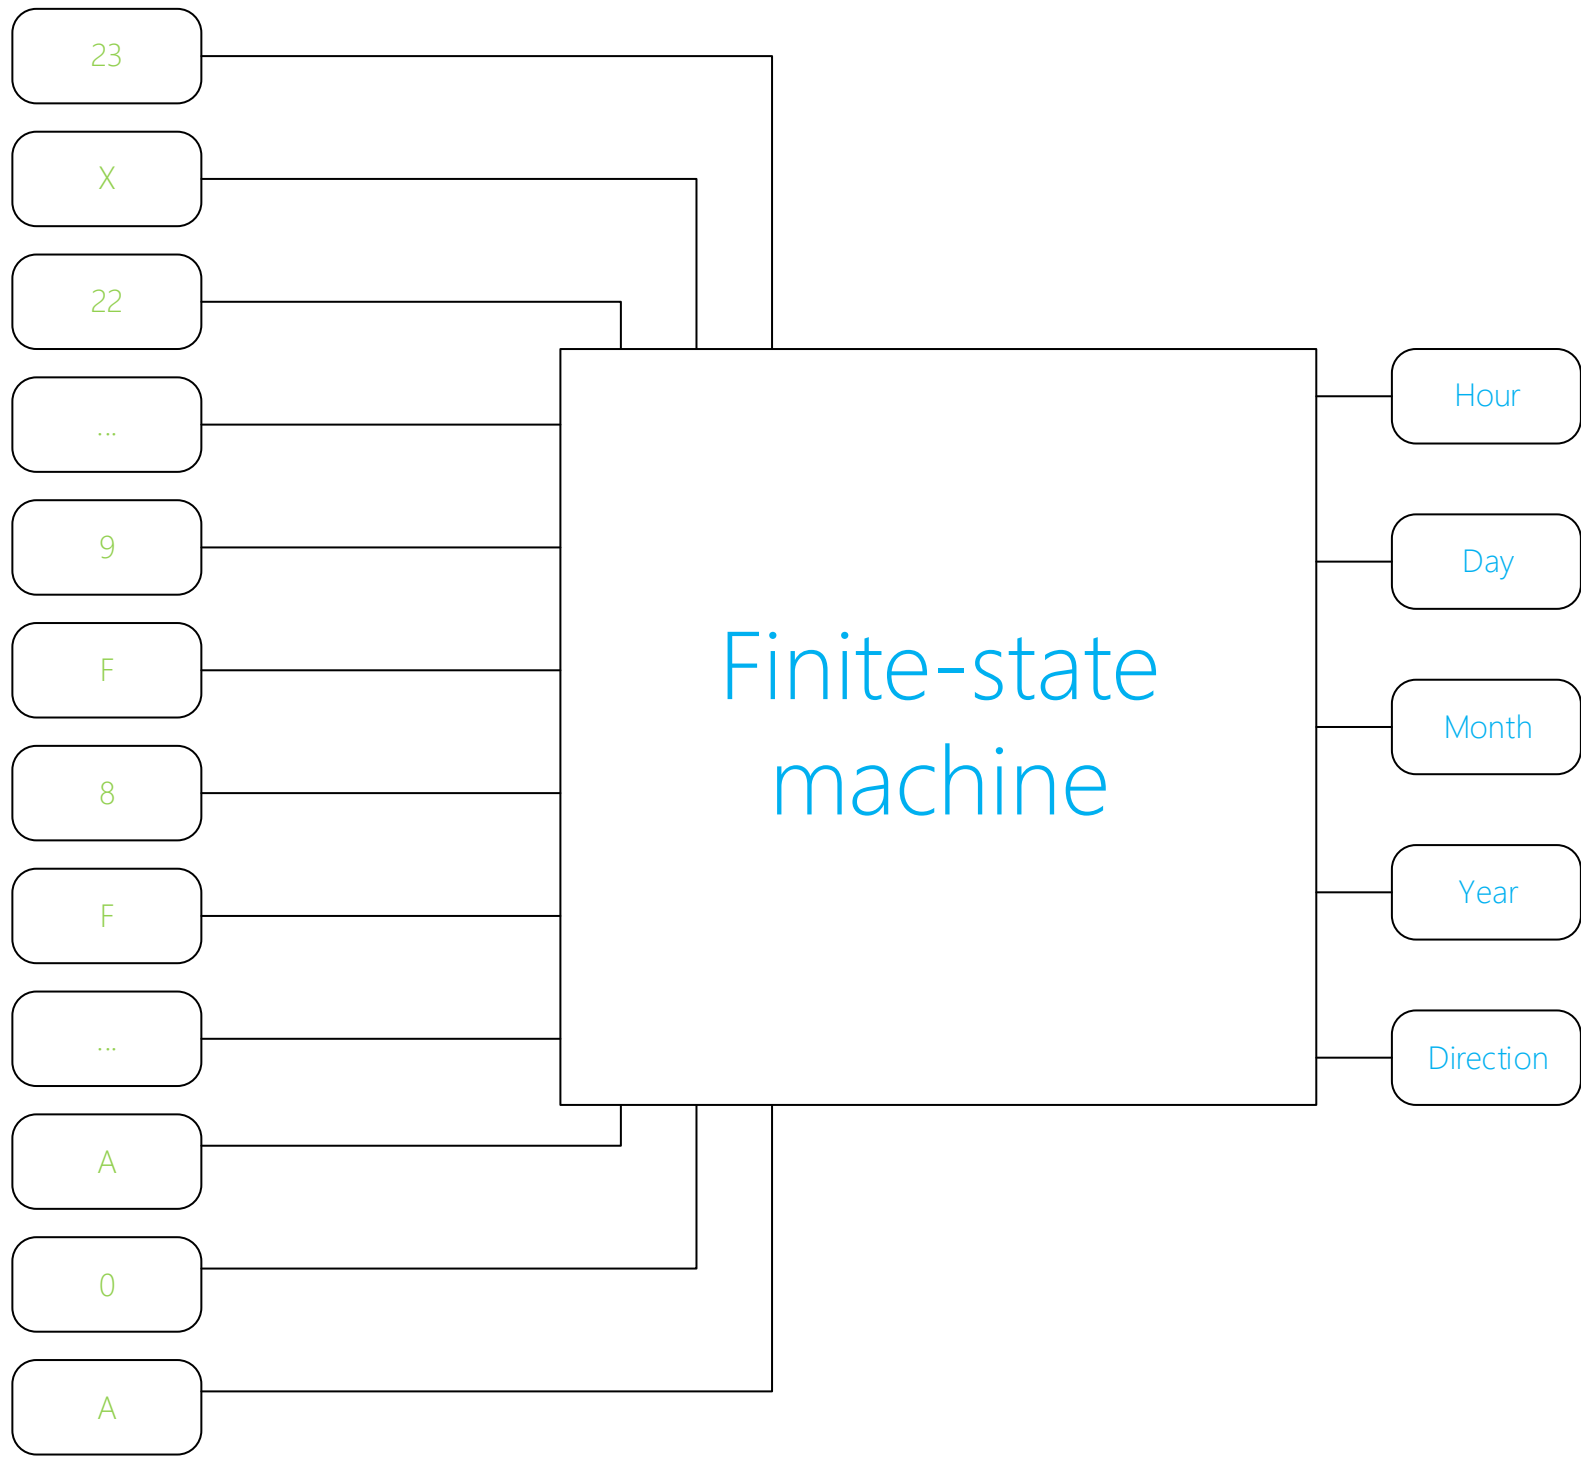 23
X
22
...
9
F
8
F
...
A
0
A
Finite-state
machine
Hour
Day
Month
Year
Direction